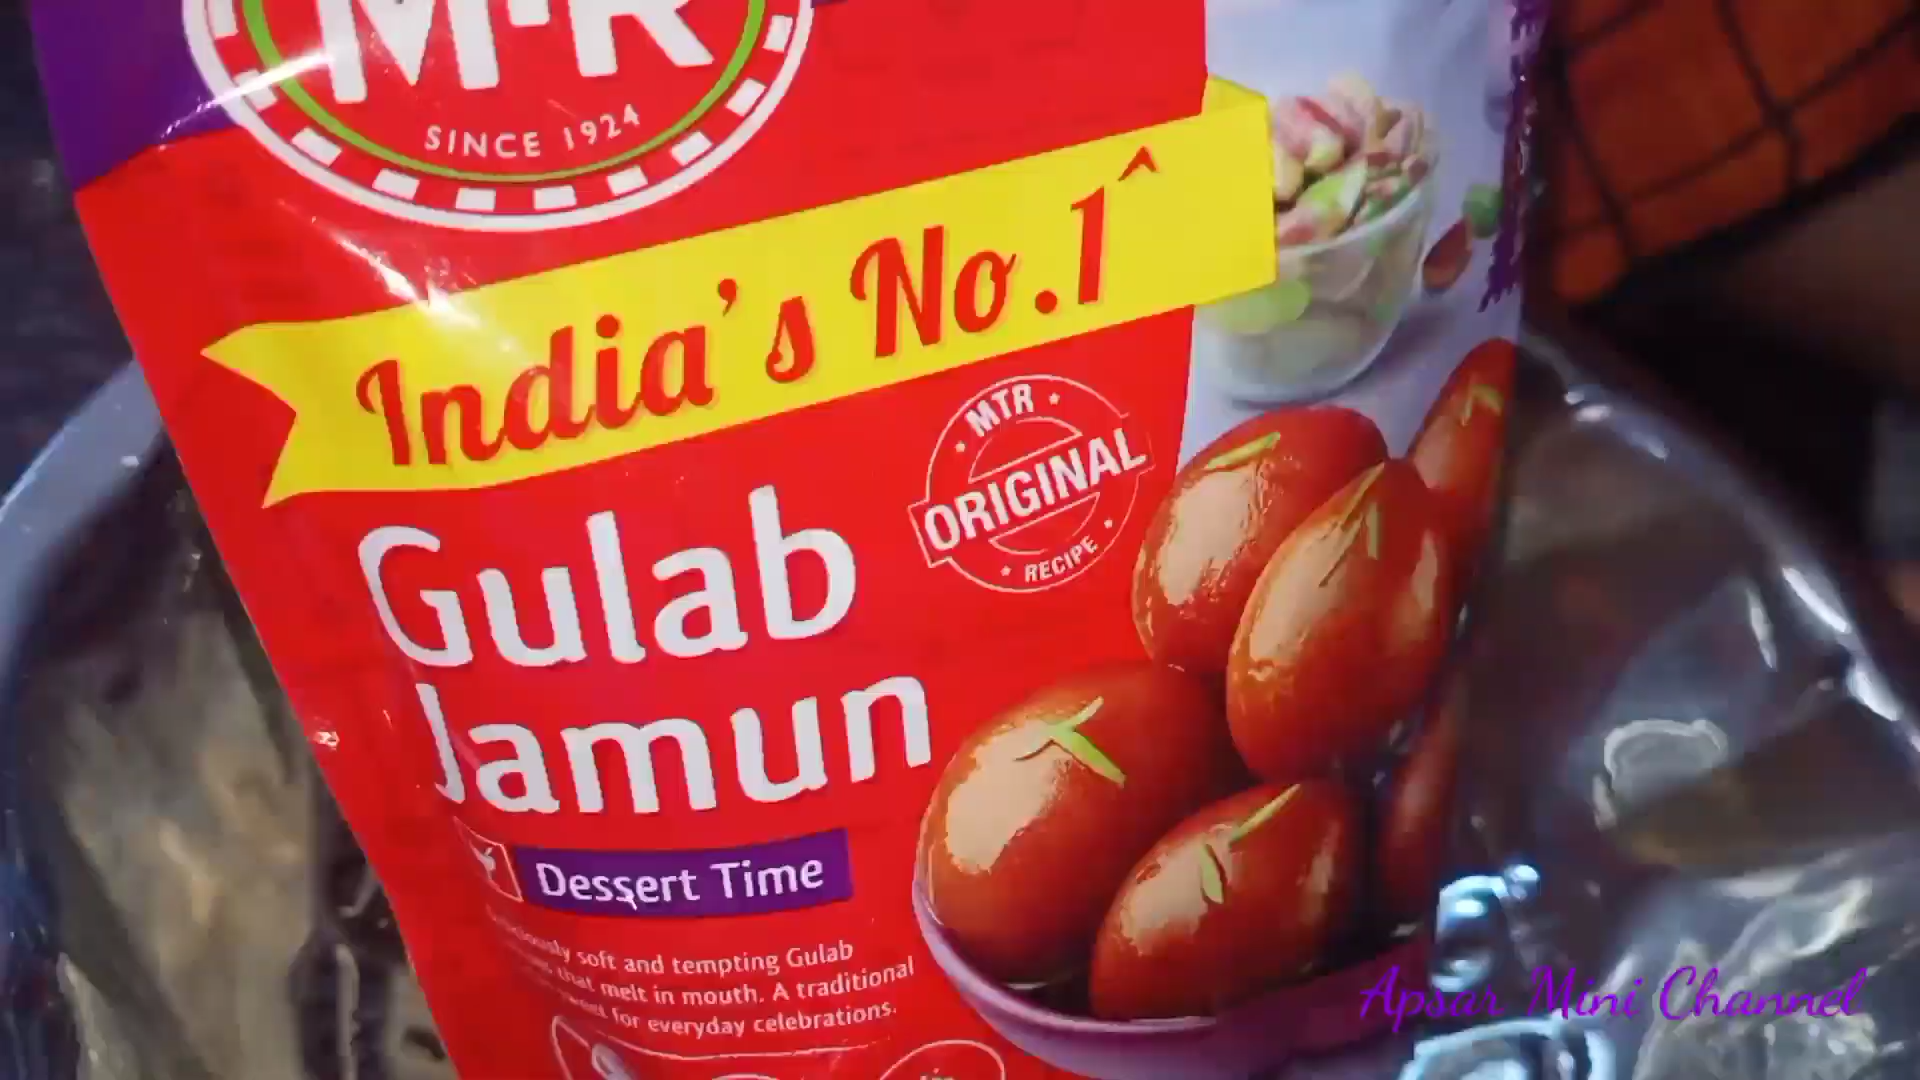 MTR
SINCE 1924
India's No.1^
MTR
ORIGINAL
RECIPE
Gulab
Jamun
Dessert Time
soft and tempting Gulab
that melt in mouth. A traditional
for everyday celebrations.
Apsar Mini Channel